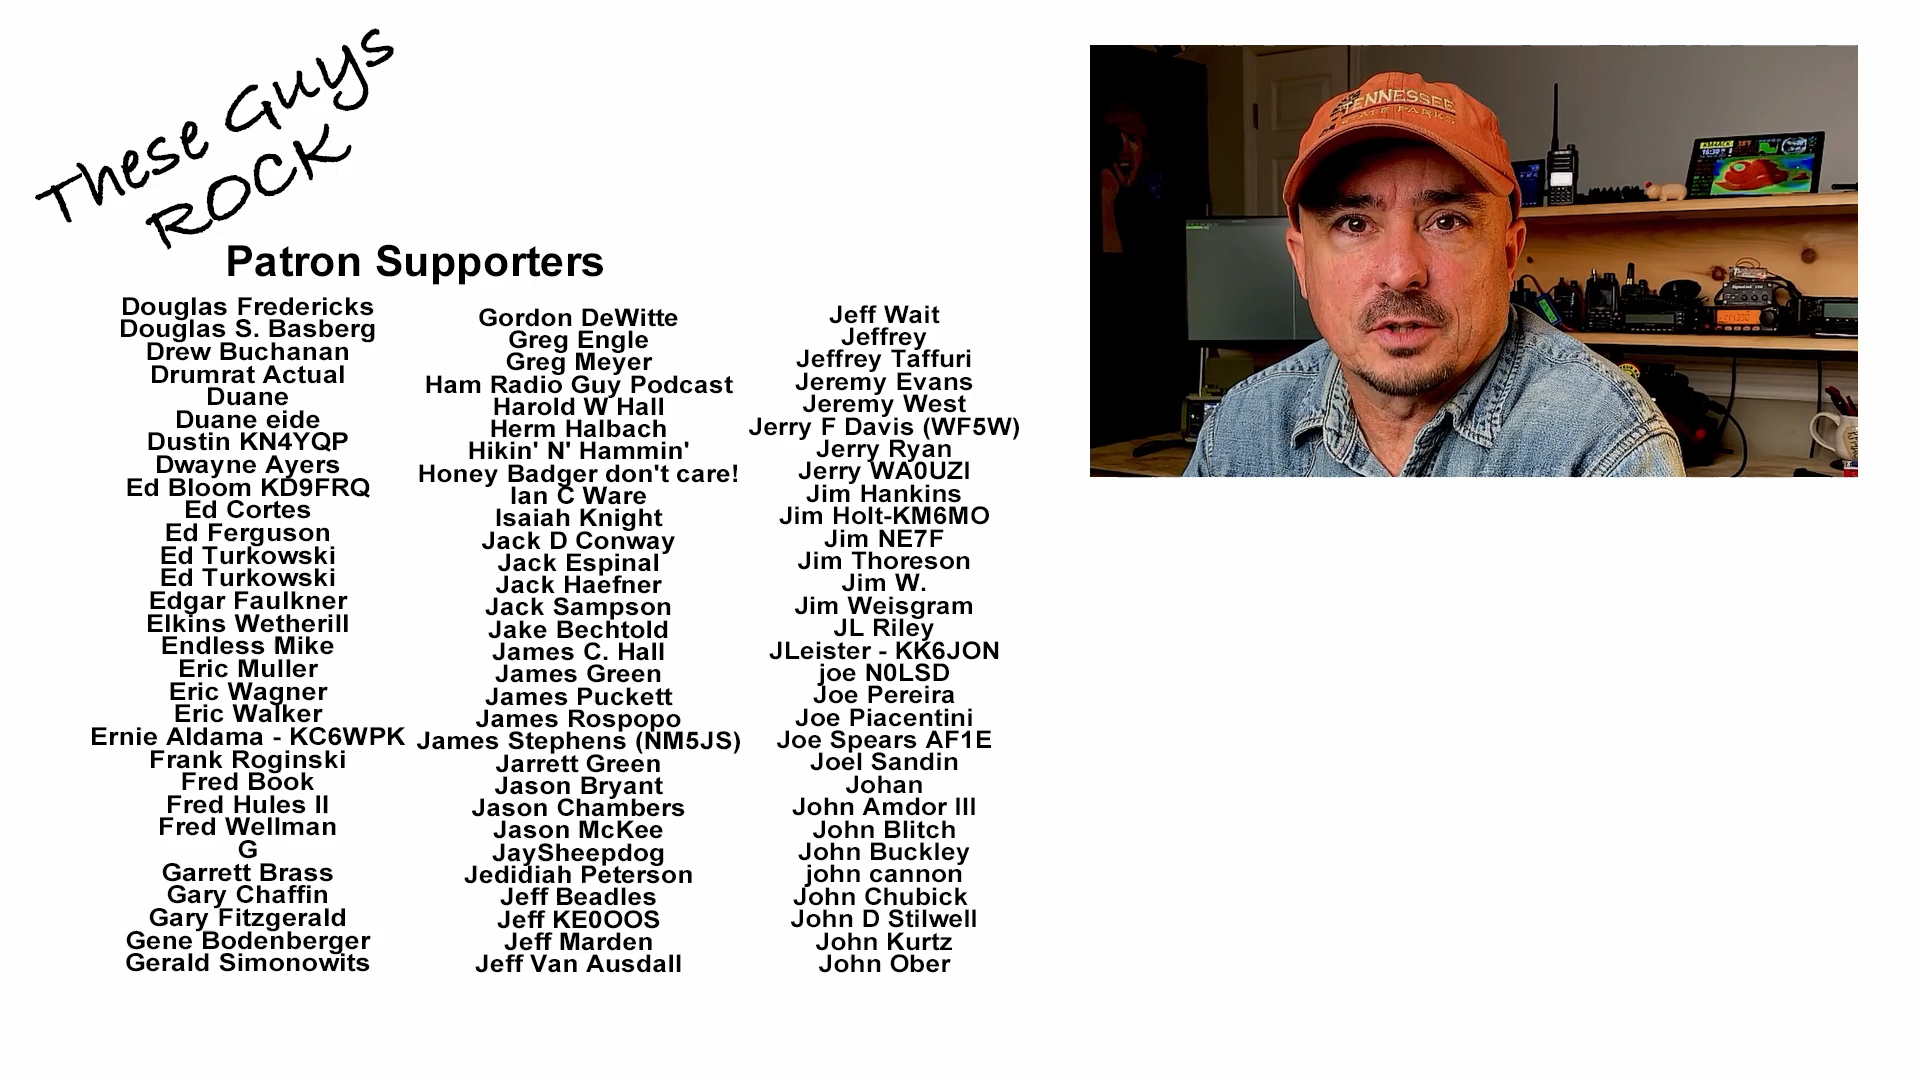 These Guys
ROCK
Patron Supporters
Douglas Fredericks
Douglas S. Basberg
Drew Buchanan
Drumrat Actual
Duane
Duane eide
Dustin KN4YQP
Dwayne Ayers
Ed Bloom KD9FRQ
Ed Cortes
Ed Ferguson
Ed Turkowski
Ed Turkowski
Edgar Faulkner
Elkins Wetherill
Endless Mike
Eric Muller
Eric Wagner
Eric Walker
Ernie Aldama - KC6WPK
Frank Roginski
Fred Book
Fred Hules II
Fred Wellman
G
Garrett Brass
Gary Chaffin
Gary Fitzgerald
Gene Bodenberger
Gerald Simonowits
Gordon DeWitte
Greg Engle
Greg Meyer
Ham Radio Guy Podcast
Harold W Hall
Herm Halbach
Hikin' N' Hammin'
Honey Badger don't care!
Ian C Ware
Isaiah Knight
Jack D Conway
Jack Espinal
Jack Haefner
Jack Sampson
Jake Bechtold
James C. Hall
James Green
James Puckett
James Rospopo
James Stephens (NM5JS)
Jarrett Green
Jason Bryant
Jason Chambers
Jason McKee
JaySheepdog
Jedidiah Peterson
Jeff Beadles
Jeff KE0OOS
Jeff Marden
Jeff Van Ausdall
Jeff Wait
Jeffrey
Jeffrey Taffuri
Jeremy Evans
Jeremy West
Jerry F Davis (WF5W)
Jerry Ryan
Jerry WA0UZI
Jim Hankins
Jim Holt-KM6MO
Jim NE7F
Jim Thoreson
Jim W.
Jim Weisgram
JL Riley
JLeister - KK6JON
joe N0LSD
Joe Pereira
Joe Piacentini
Joe Spears AF1E
Joel Sandin
Johan
John Amdor III
John Blitch
John Buckley
john cannon
John Chubick
John D Stilwell
John Kurtz
John Ober
TENNESSEE
STATE PARKS